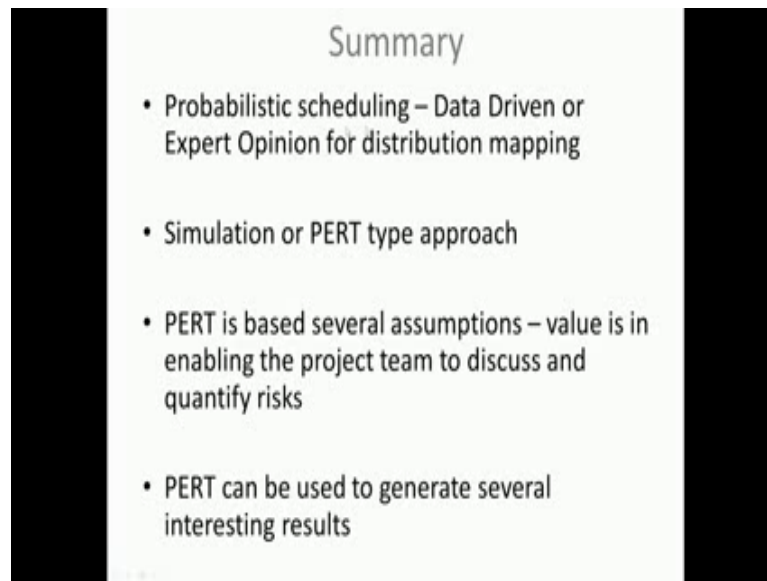 Summary
• Probabilistic scheduling – Data Driven or
Expert Opinion for distribution mapping
• Simulation or PERT type approach
• PERT is based several assumptions – value is in
enabling the project team to discuss and
quantify risks
• PERT can be used to generate several
interesting results